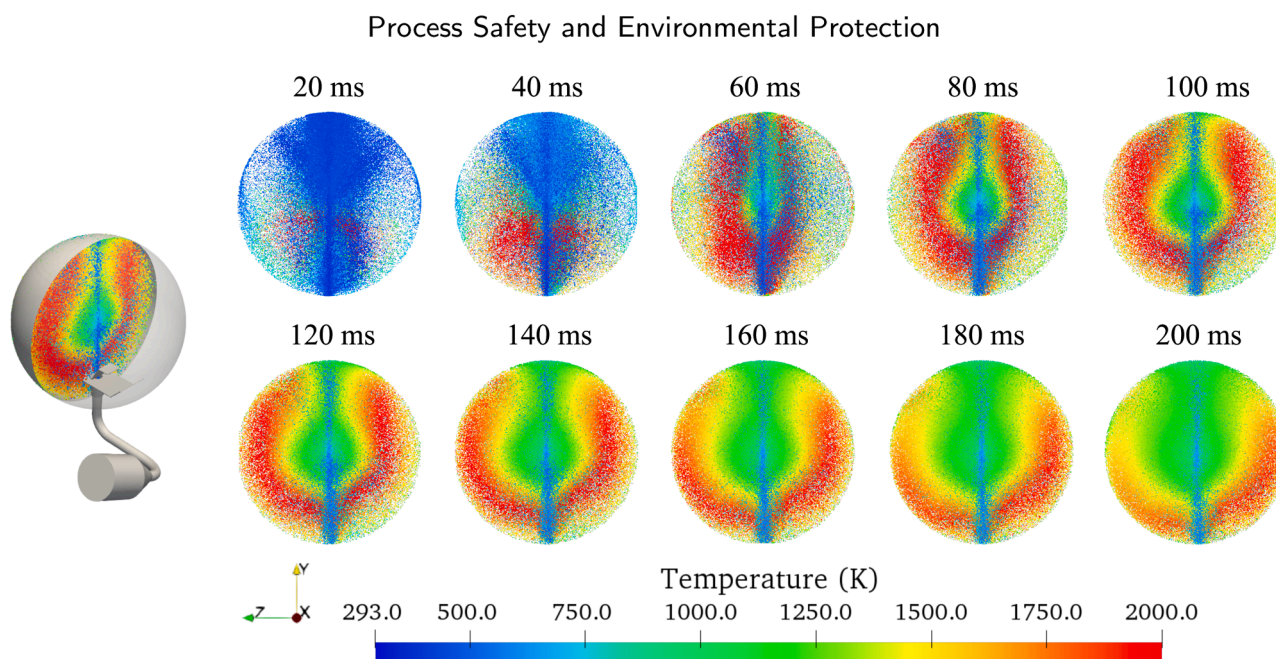 Process Safety and Environmental Protection
20 ms 40 ms 60 ms 80 ms 100 ms
120 ms 140 ms 160 ms 180 ms 200 ms
Y
Z X
Temperature (K)
293.0 500.0 750.0 1000.0 1250.0 1500.0 1750.0 2000.0